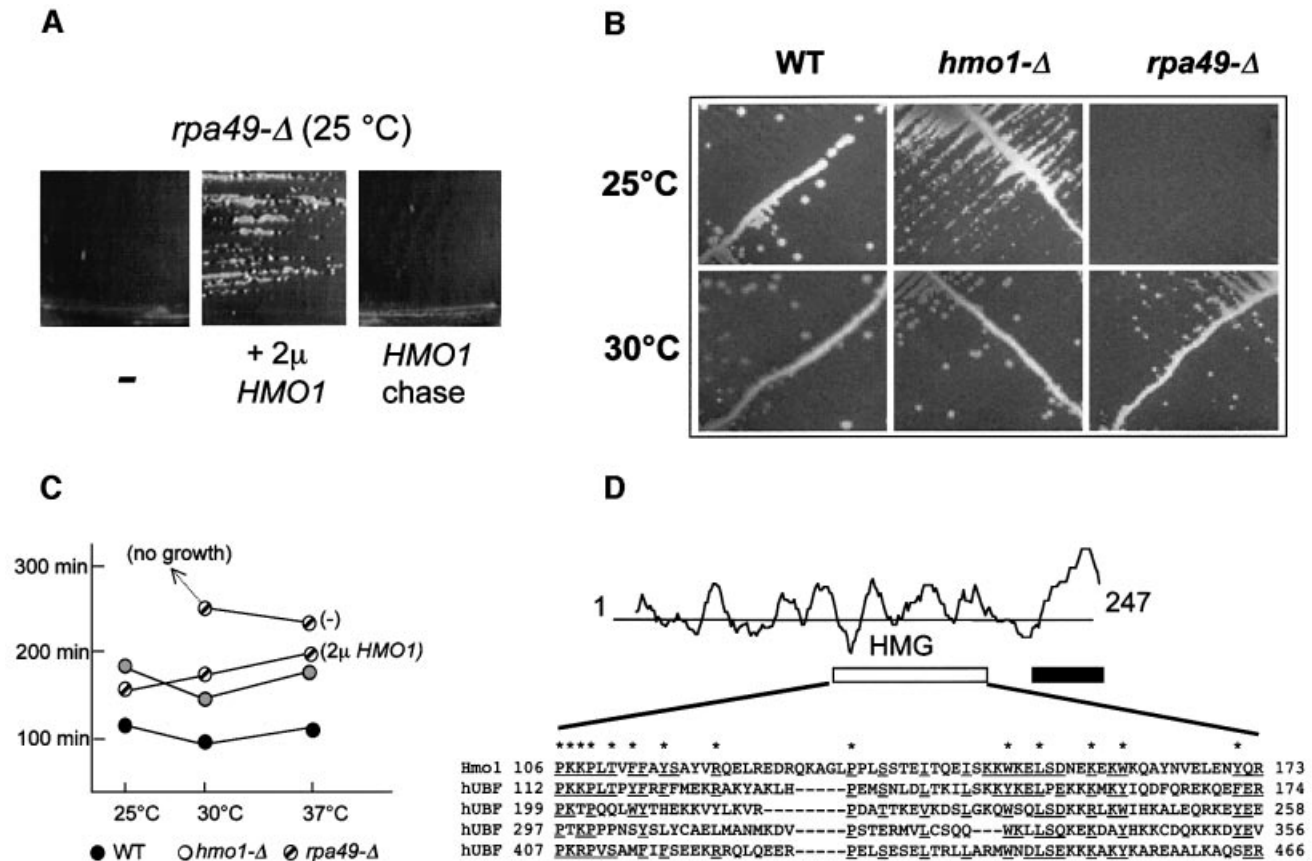 A
rpa49-Δ (25 °C)
-
+ 2µ
HMO1
HMO1
chase
B
WT hmo1-Δ rpa49-Δ
25°C
30°C
C
300 min
200 min
100 min
(no growth)
(-)
(2µ HMO1)
25°C 30°C 37°C
WT hmo1-Δ rpa49-Δ
D
1 247
HMG
* * * * * * * * * * * * * *
Hmo1 106 PKKPLTVFFAYSAYVRQELREDRQKAGLPPLSSTEITQEISKKWKELSDNEKEKWKQAYNVELENYQR 173
hUBF 112 PKKPLTPYFRFFMEKRAKYAKLH-----PEMSNLDLTKILSKKYKELPEKKKMKYIQDFQREKQEFER 174
hUBF 199 PKTPQQLWYTHEKKVYLKVR--------PDATTKEVKDSLGKQWSQLSDKKRLKWIHKALEQRKEYEE 258
hUBF 297 PTKPPPNSYSLYCAELMANMKDV-----PSTERMVLCSQQ---WKLLSQKEKDAYHKKCDQKKKDYEV 356
hUBF 407 PKRPVSAMFIFSEEKRRQLQEER-----PELSESELTRLLARMWNDLSEKKKAKYKAREAALKAQSER 466